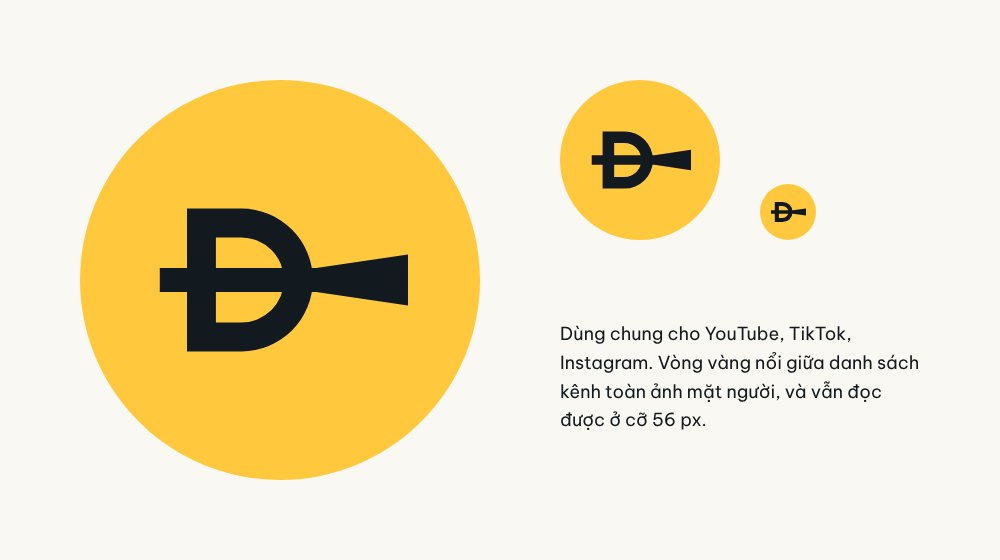 Dùng chung cho YouTube, TikTok,
Instagram. Vòng vàng nổi giữa danh sách
kênh toàn ảnh mặt người, và vẫn đọc
được ở cỡ 56 px.